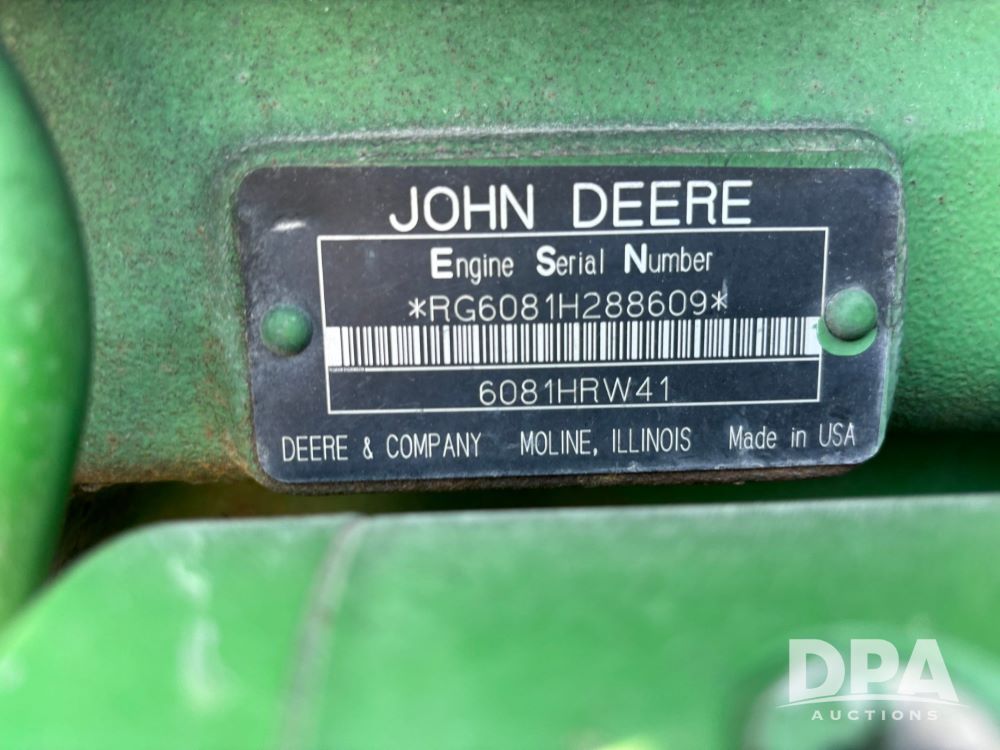 JOHN DEERE
Engine Serial Number
*RG6081H288609*
6081HRW41
DEERE & COMPANY MOLINE, ILLINOIS Made in USA
DPA
AUCTIONS